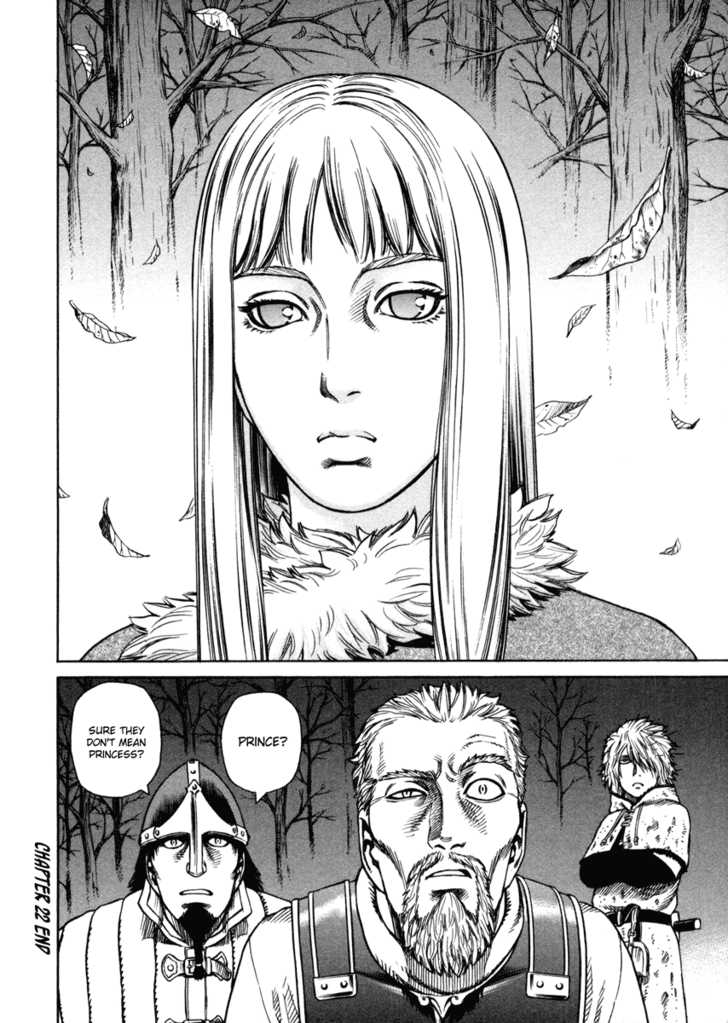 PRINCE?
SURE THEY
DON'T MEAN
PRINCESS?
CHAPTER 22 END